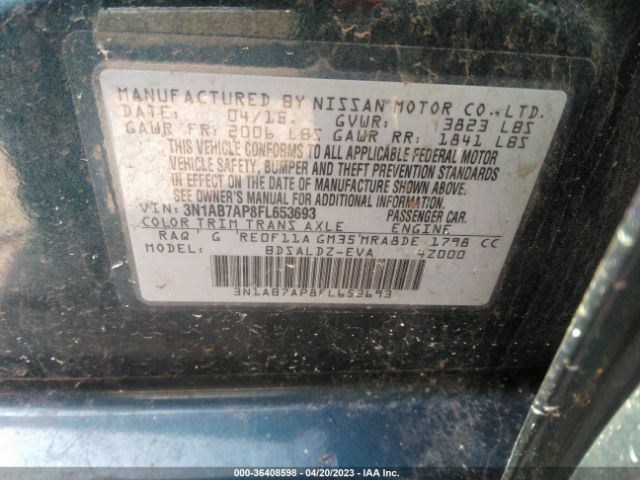 MANUFACTURED BY NISSAN MOTOR CO., LTD.
DATE: 04/15 GVWR: 3823 LBS
GAWR FR: 2006 LBS GAWR RR: 1841 LBS
THIS VEHICLE CONFORMS TO ALL APPLICABLE FEDERAL MOTOR
VEHICLE SAFETY, BUMPER AND THEFT PREVENTION STANDARDS
IN EFFECT ON THE DATE OF MANUFACTURE SHOWN ABOVE.
SEE OWNER'S MANUAL FOR ADDITIONAL INFORMATION.
VIN: 3N1AB7AP8FL653693 PASSENGER CAR.
COLOR TRIM TRANS AXLE ENGINE
RAQ G RE0F11A GM35 MRA8DE 1798 CC
MODEL: BDSALDZ-EVA 4Z000
3N1AB7AP8FL653693
000-36408598 - 04/20/2023 - IAA Inc.